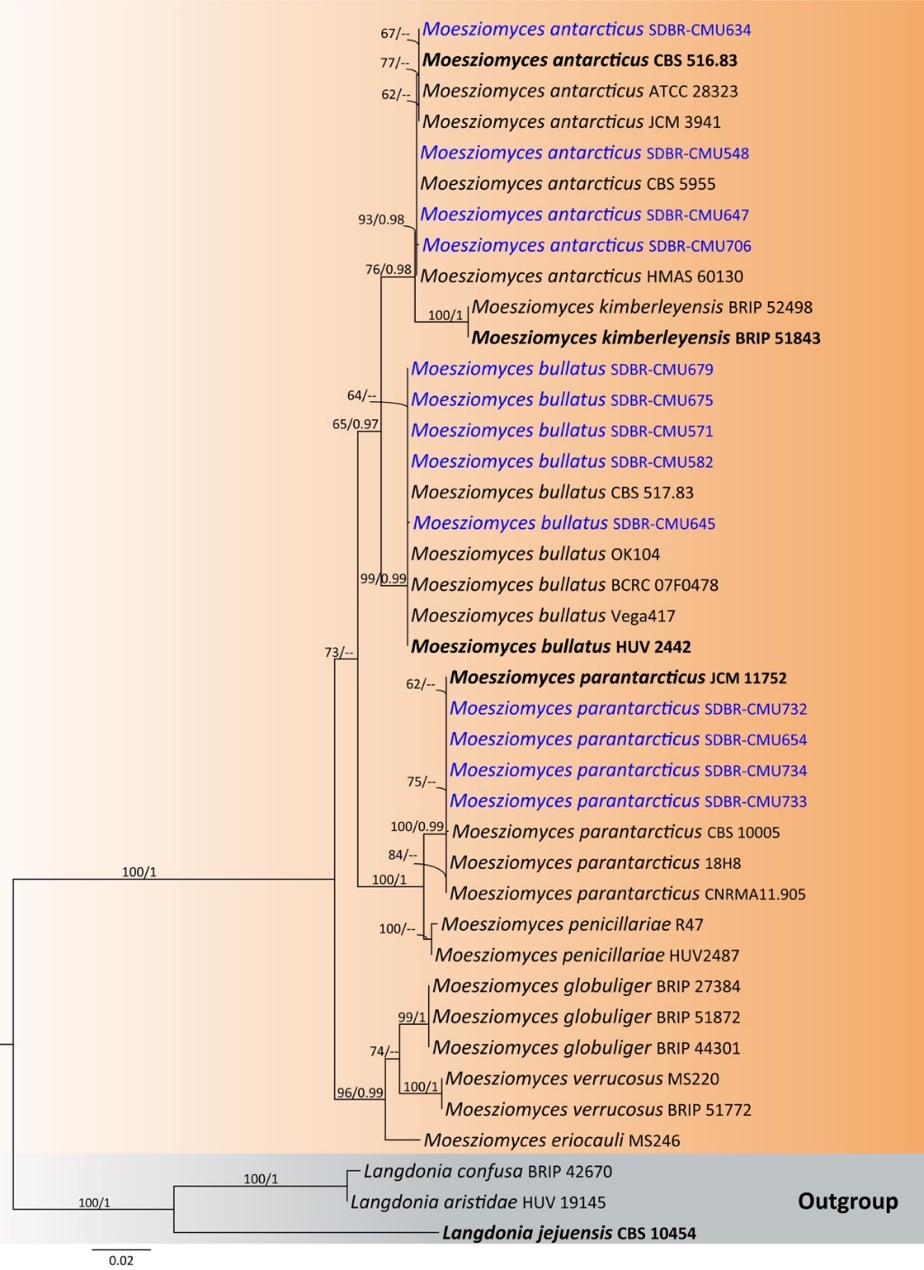 67/--
Moesziomyces antarcticus SDBR-CMU634
Moesziomyces antarcticus CBS 516.83
77/--
Moesziomyces antarcticus ATCC 28323
62/--
Moesziomyces antarcticus JCM 3941
Moesziomyces antarcticus SDBR-CMU548
Moesziomyces antarcticus CBS 5955
Moesziomyces antarcticus SDBR-CMU647
93/0.98
Moesziomyces antarcticus SDBR-CMU706
76/0.98
Moesziomyces antarcticus HMAS 60130
Moesziomyces kimberleyensis BRIP 52498
100/1
Moesziomyces kimberleyensis BRIP 51843
Moesziomyces bullatus SDBR-CMU679
64/--
Moesziomyces bullatus SDBR-CMU675
65/0.97
Moesziomyces bullatus SDBR-CMU571
Moesziomyces bullatus SDBR-CMU582
Moesziomyces bullatus CBS 517.83
Moesziomyces bullatus SDBR-CMU645
Moesziomyces bullatus OK104
99/0.99
Moesziomyces bullatus BCRC 07F0478
Moesziomyces bullatus Vega417
Moesziomyces bullatus HUV 2442
73/--
Moesziomyces parantarcticus JCM 11752
62/--
Moesziomyces parantarcticus SDBR-CMU732
Moesziomyces parantarcticus SDBR-CMU654
Moesziomyces parantarcticus SDBR-CMU734
75/--
Moesziomyces parantarcticus SDBR-CMU733
100/0.99
Moesziomyces parantarcticus CBS 10005
84/--
Moesziomyces parantarcticus 18H8
100/1
100/1
Moesziomyces parantarcticus CNRMA11.905
Moesziomyces penicillariae R47
100/--
Moesziomyces penicillariae HUV2487
Moesziomyces globuliger BRIP 27384
99/1
Moesziomyces globuliger BRIP 51872
74/--
Moesziomyces globuliger BRIP 44301
Moesziomyces verrucosus MS220
100/1
96/0.99
Moesziomyces verrucosus BRIP 51772
Moesziomyces eriocauli MS246
Langdonia confusa BRIP 42670
100/1
Langdonia aristidae HUV 19145
Outgroup
100/1
Langdonia jejuensis CBS 10454
0.02